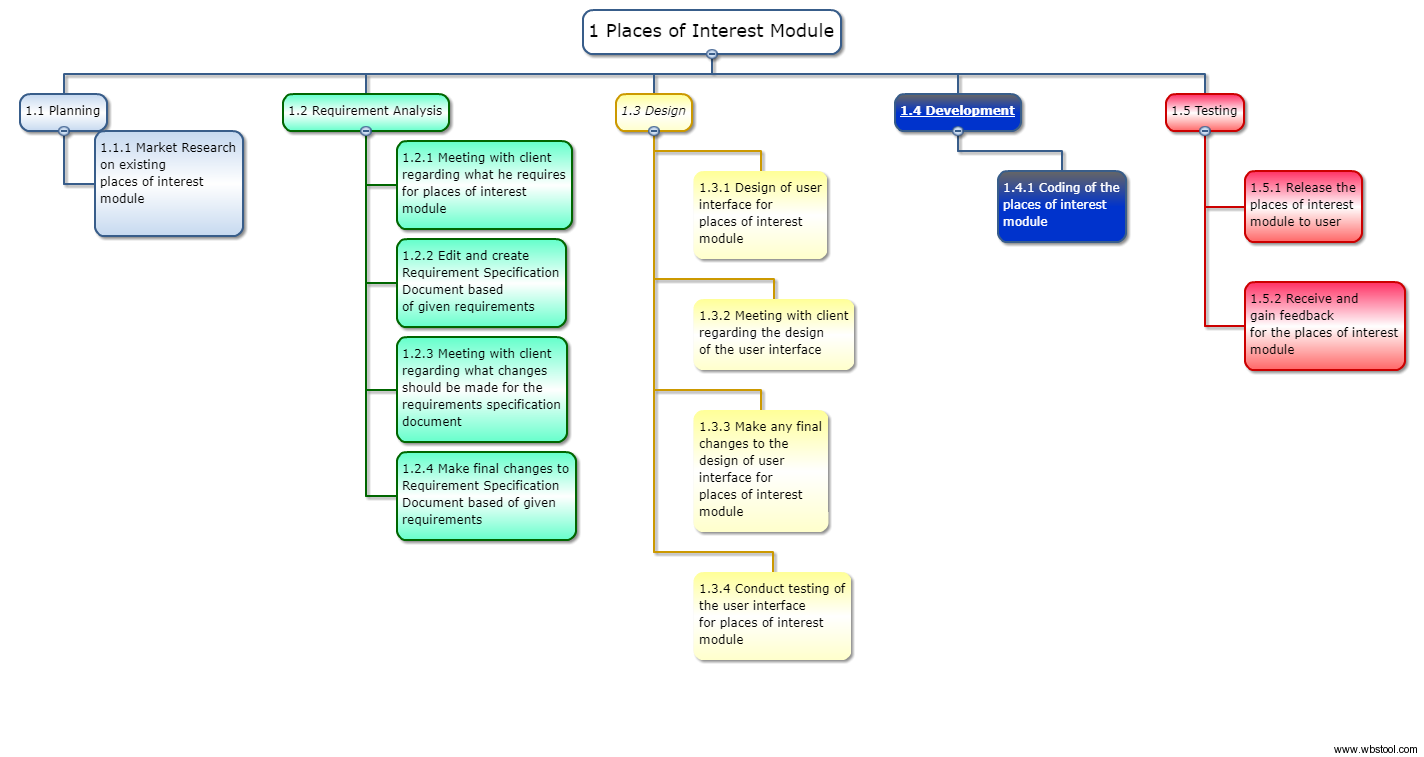 1 Places of Interest Module
1.1 Planning
1.1.1 Market Research
on existing
places of interest
module
1.2 Requirement Analysis
1.2.1 Meeting with client
regarding what he requires
for places of interest
module
1.2.2 Edit and create
Requirement Specification
Document based
of given requirements
1.2.3 Meeting with client
regarding what changes
should be made for the
requirements specification
document
1.2.4 Make final changes to
Requirement Specification
Document based of given
requirements
1.3 Design
1.3.1 Design of user
interface for
places of interest
module
1.3.2 Meeting with client
regarding the design
of the user interface
1.3.3 Make any final
changes to the
design of user
interface for
places of interest
module
1.3.4 Conduct testing of
the user interface
for places of interest
module
1.4 Development
1.4.1 Coding of the
places of interest
module
1.5 Testing
1.5.1 Release the
places of interest
module to user
1.5.2 Receive and
gain feedback
for the places of interest
module
www.wbstool.com